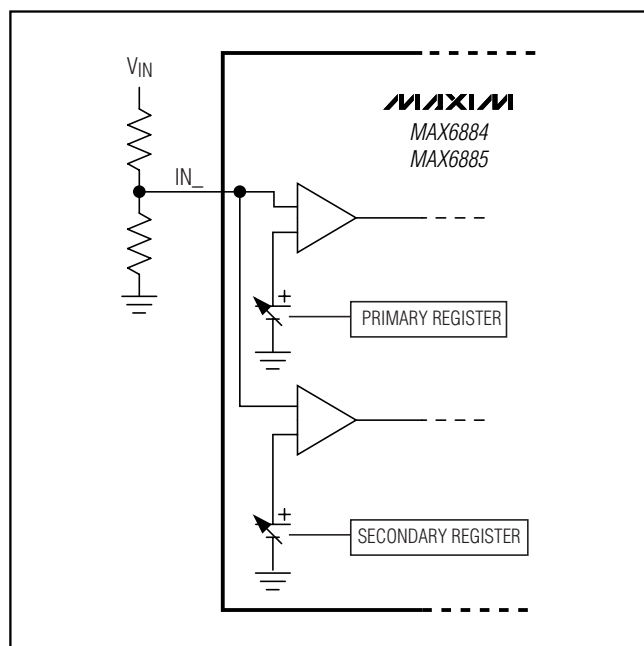 VIN
MAXIM
MAX6884
MAX6885
IN_
+
PRIMARY REGISTER
+
SECONDARY REGISTER